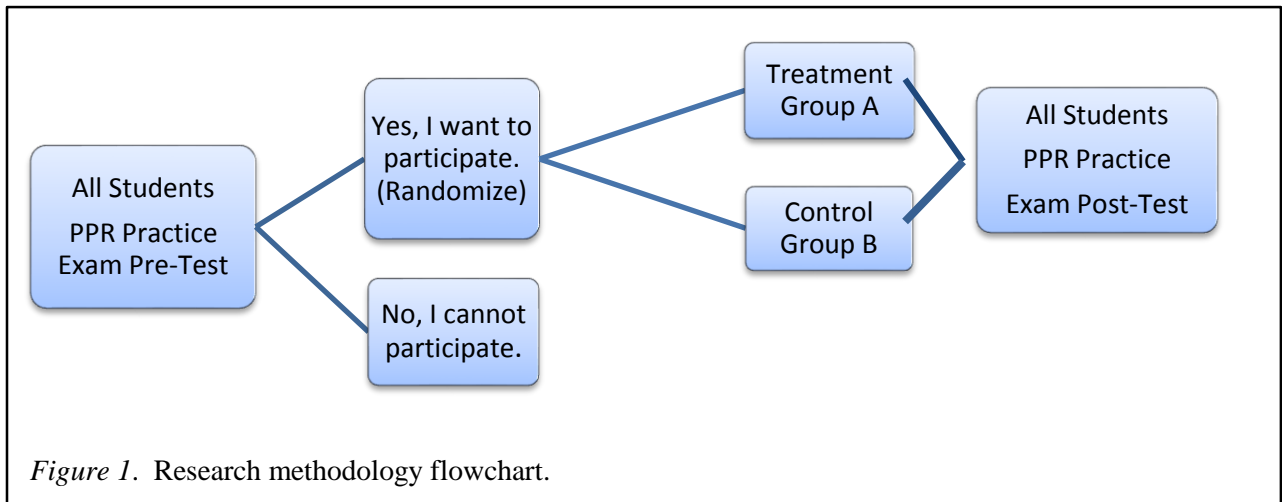 All Students
PPR Practice
Exam Pre-Test
Yes, I want to
participate.
(Randomize)
No, I cannot
participate.
Treatment
Group A
Control
Group B
All Students
PPR Practice
Exam Post-Test
Figure 1. Research methodology flowchart.